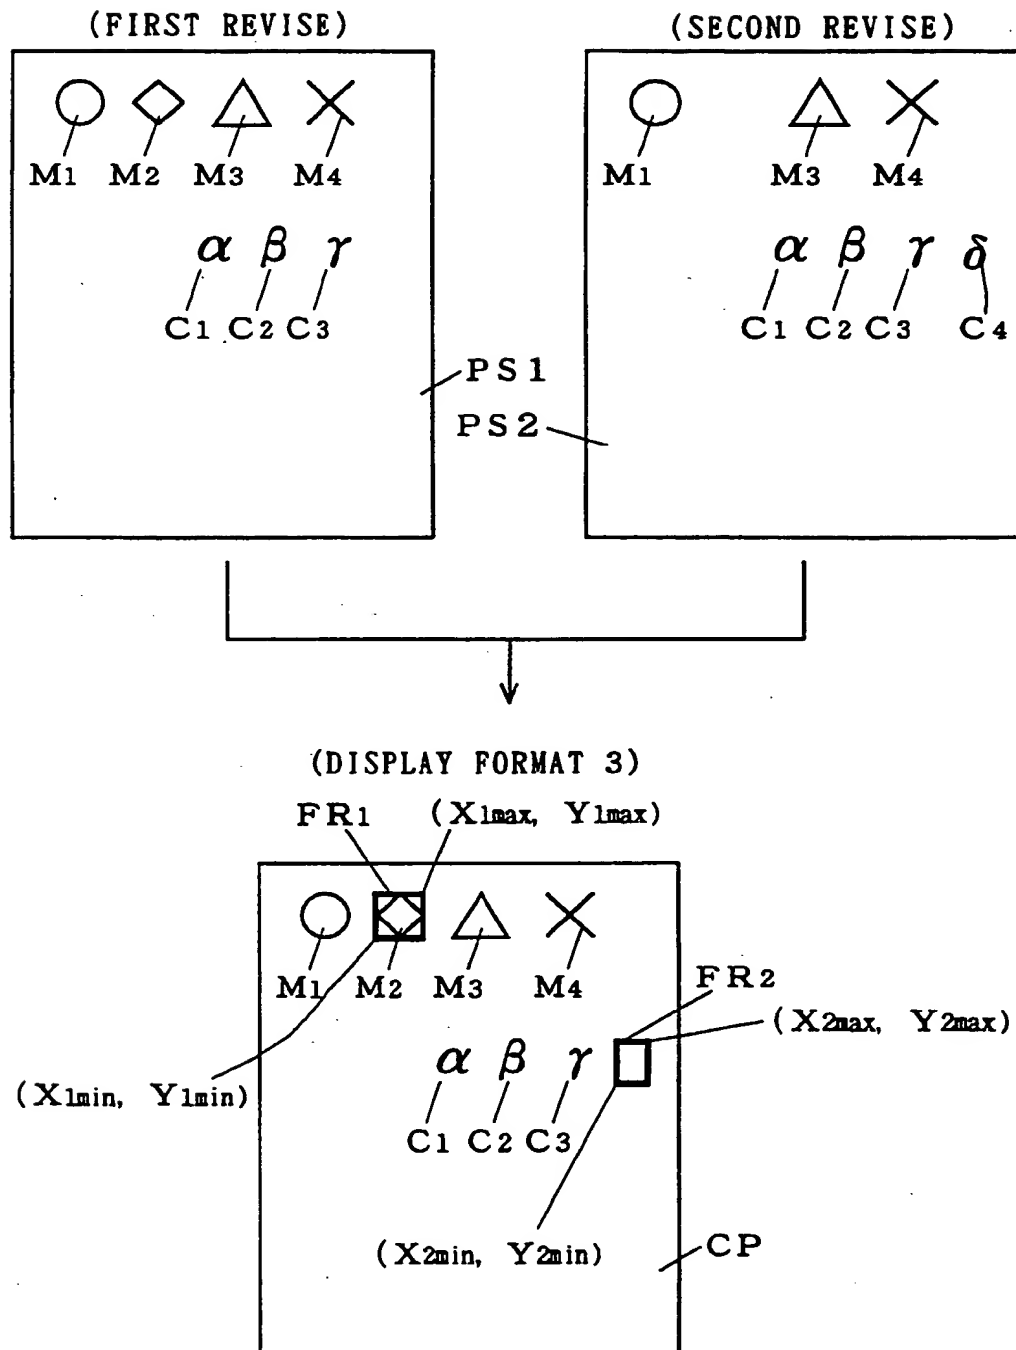 (FIRST REVISE) (SECOND REVISE)
M1 M2 M3 M4 M1 M3 M4
α β γ α β γ δ
C1 C2 C3 C1 C2 C3 C4
PS1
PS2
(DISPLAY FORMAT 3)
FR1 (X1max, Y1max)
M1 M2 M3 M4 FR2
(X2max, Y2max)
α β γ
(X1min, Y1min)
C1 C2 C3
(X2min, Y2min) CP